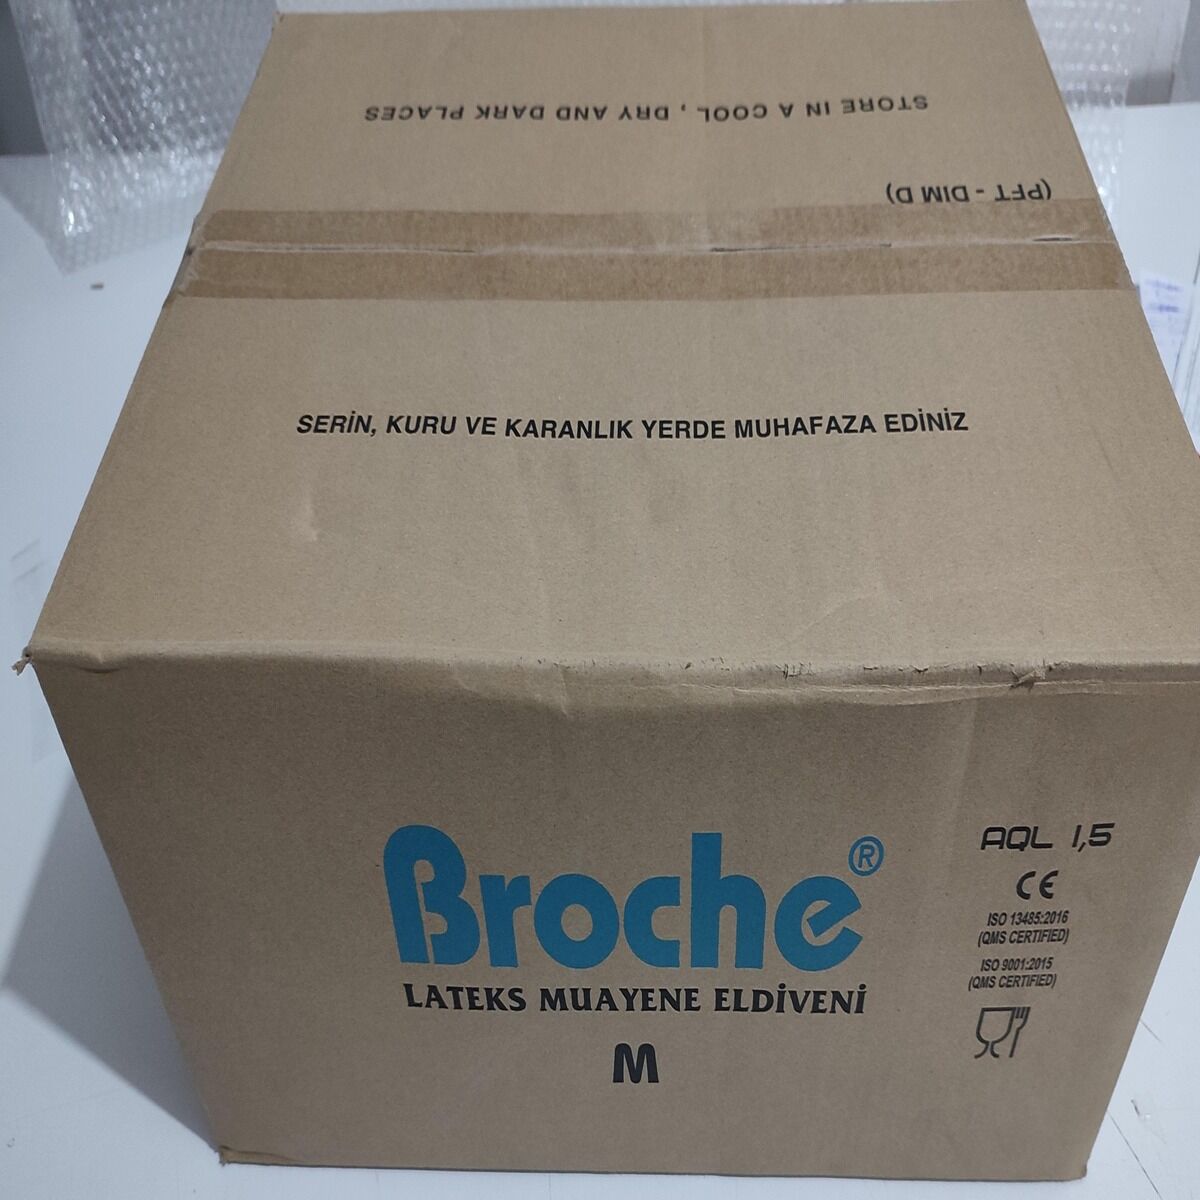 STORE IN A COOL , DRY AND DARK PLACES
(PFT - DIM D)
SERİN, KURU VE KARANLIK YERDE MUHAFAZA EDİNİZ
Broche®
LATEKS MUAYENE ELDİVENİ
M
AQL 1,5
CE
ISO 13485:2016
(QMS CERTIFIED)
ISO 9001:2015
(QMS CERTIFIED)